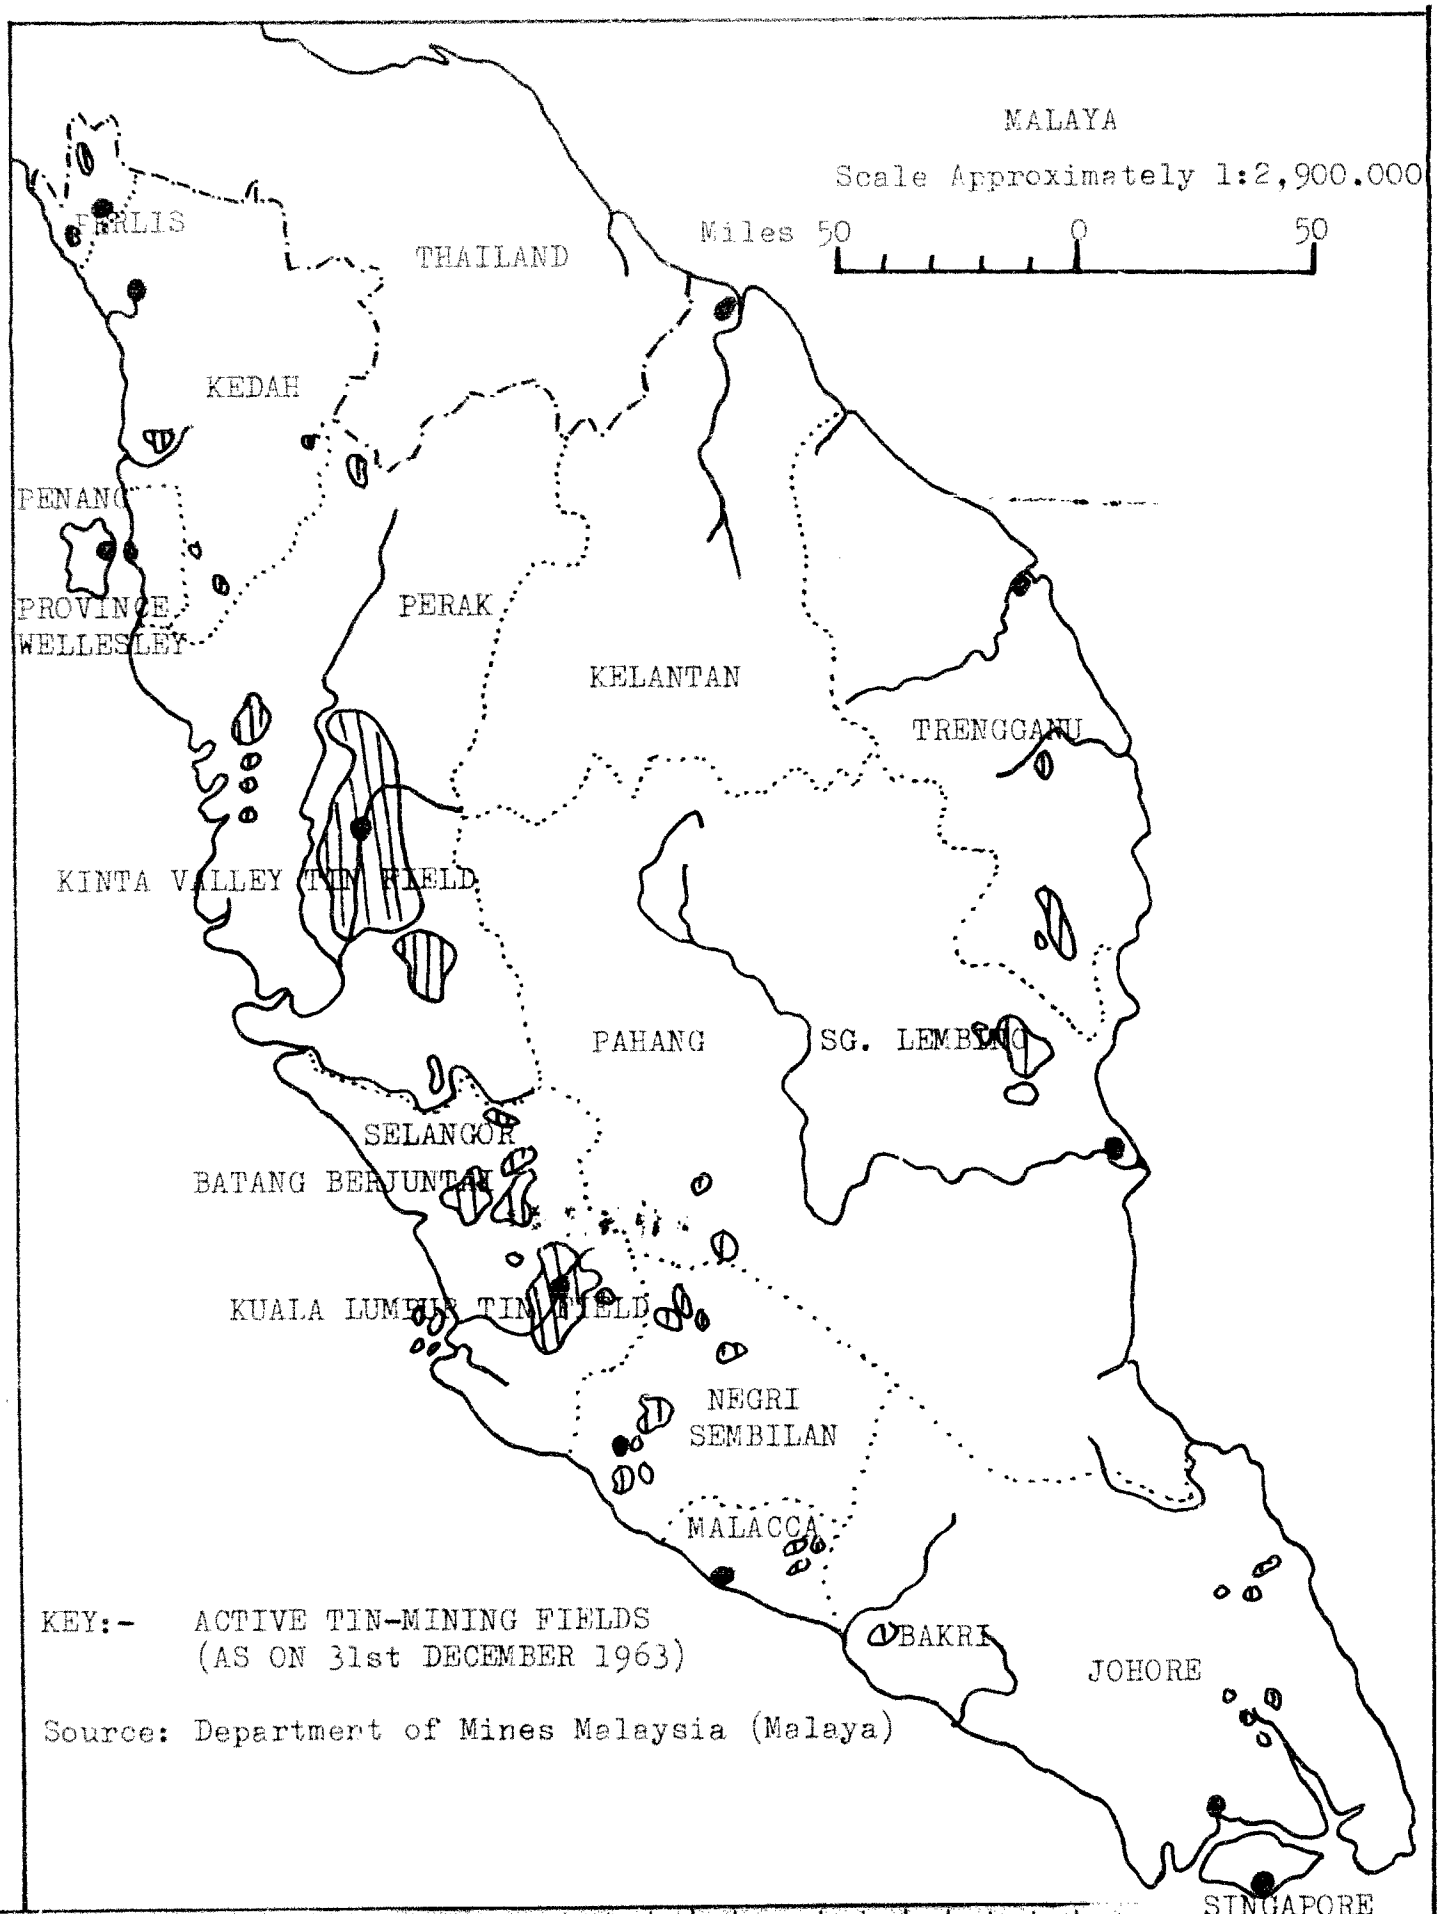 MALAYA
Scale Approximately 1:2,900.000
Miles 50 0 50
PERLIS
THAILAND
KEDAH
PENANG
PROVINCE
WELLESLEY
PERAK
KELANTAN
TRENGGANU
KINTA VALLEY TIN FIELD
PAHANG
SG. LEMBING
SELANGOR
BATANG BERJUNTAI
KUALA LUMPUR TIN FIELD
NEGRI
SEMBILAN
MALACCA
BAKRI
JOHORE
KEY:- ACTIVE TIN-MINING FIELDS
(AS ON 31st DECEMBER 1963)
Source: Department of Mines Malaysia (Malaya)
SINGAPORE